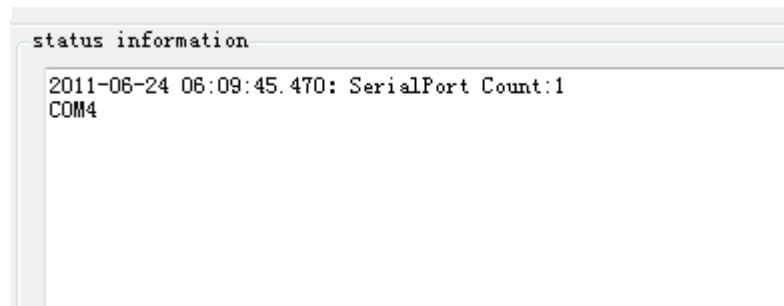 status information
2011-06-24 06:09:45.470: SerialPort Count:1
COM4